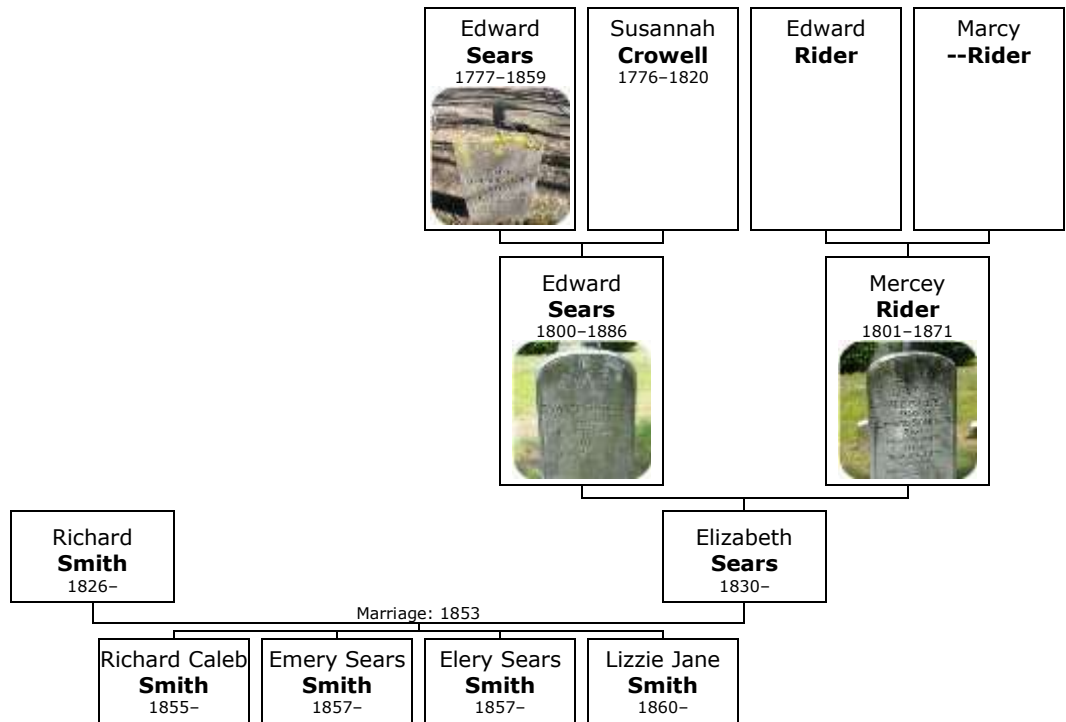 Edward
Sears
1777–1859
Susannah
Crowell
1776–1820
Edward
Rider
Marcy
--Rider
Edward
Sears
1800–1886
Mercey
Rider
1801–1871
Richard
Smith
1826–
Elizabeth
Sears
1830–
Marriage: 1853
Richard Caleb
Smith
1855–
Emery Sears
Smith
1857–
Elery Sears
Smith
1857–
Lizzie Jane
Smith
1860–